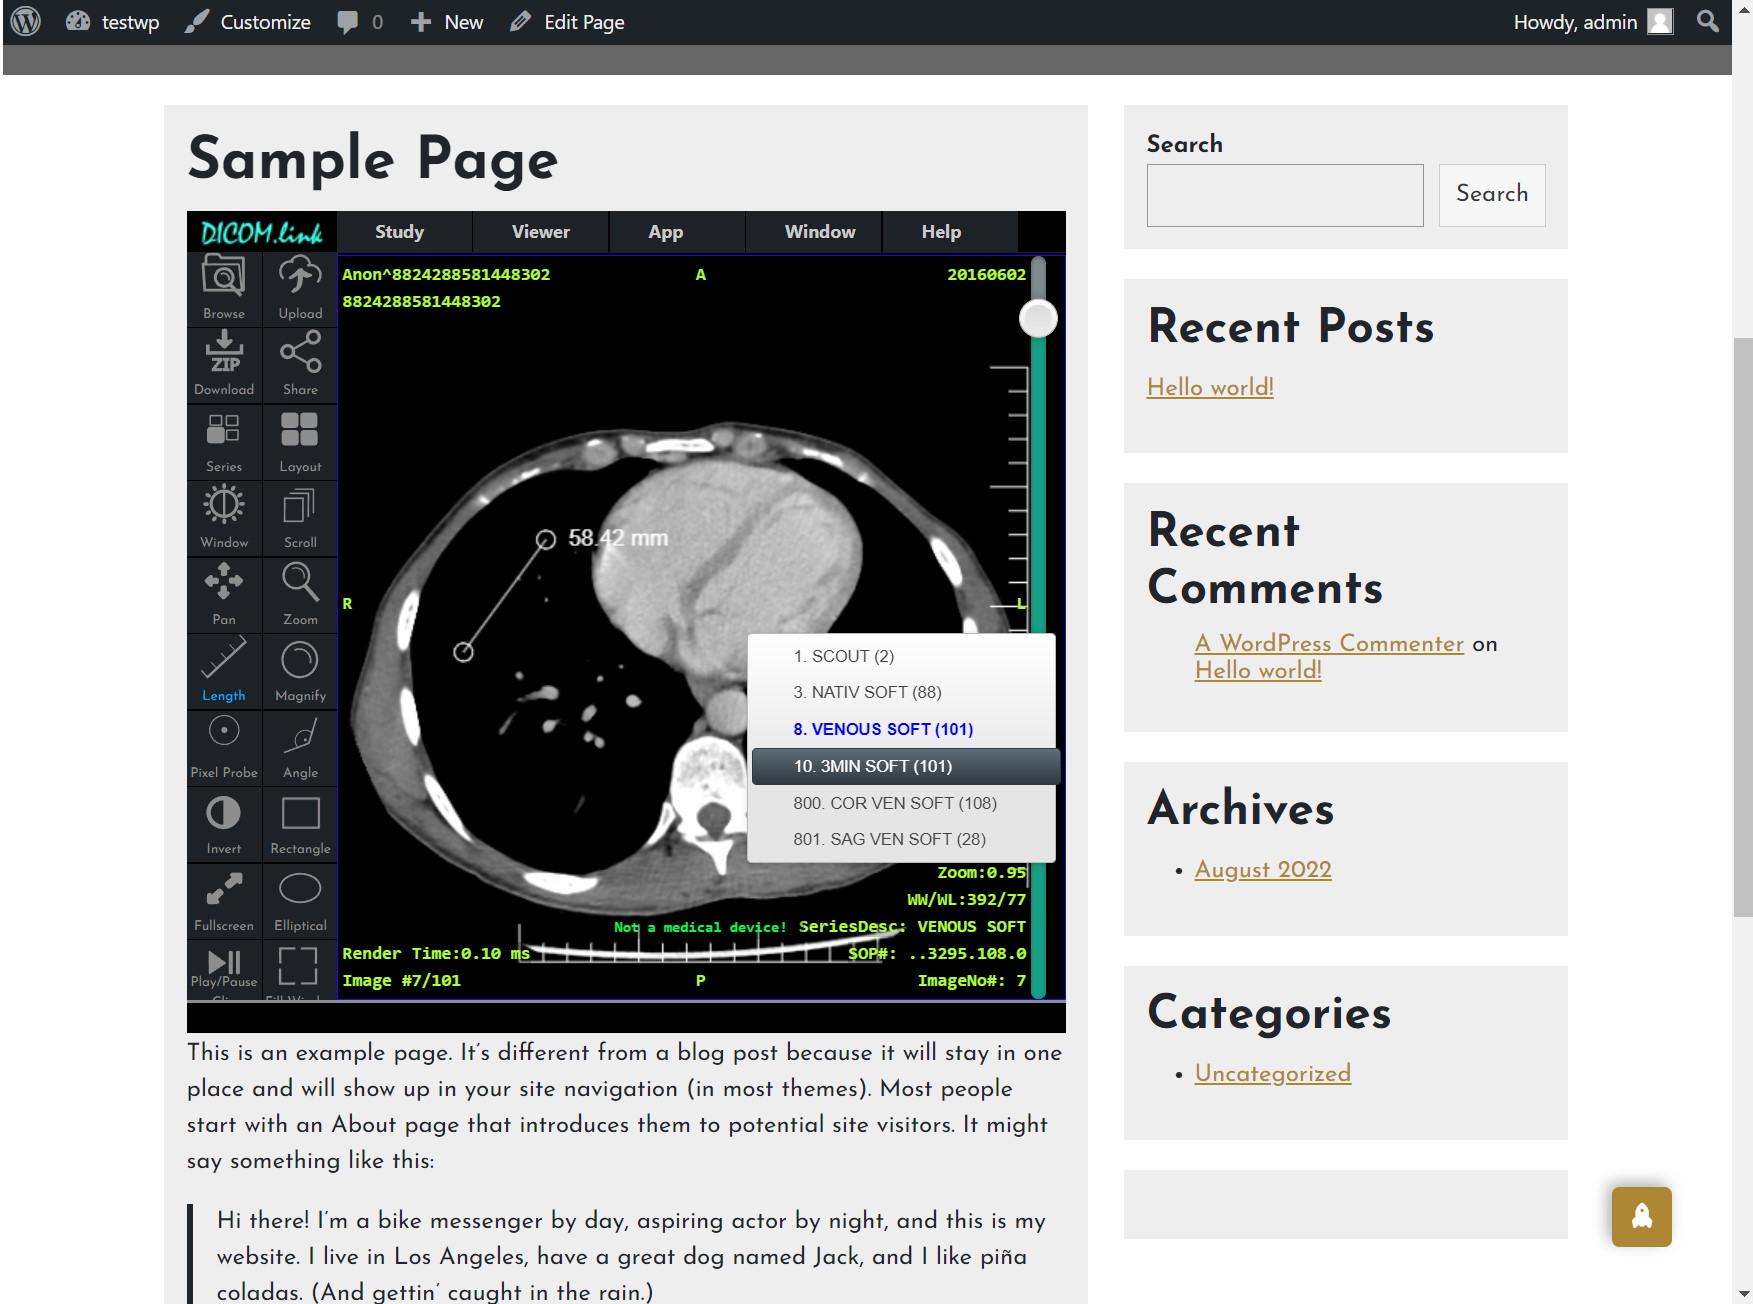 testwp
Customize
0
New
Edit Page
Howdy, admin
Sample Page
DICOM.link
Study
Viewer
App
Window
Help
Browse
Upload
ZIP
Download
Share
Series
Layout
Window
Scroll
Pan
Zoom
Length
Magnify
Pixel Probe
Angle
Invert
Rectangle
Fullscreen
Elliptical
Play/Pause
Anon^8824288581448302
8824288581448302
A
20160602
58.42 mm
R
L
1. SCOUT (2)
3. NATIV SOFT (88)
8. VENOUS SOFT (101)
10. 3MIN SOFT (101)
800. COR VEN SOFT (108)
801. SAG VEN SOFT (28)
Zoom:0.95
WW/WL:392/77
Not a medical device!
SeriesDesc: VENOUS SOFT
Render Time:0.10 ms
SOP#: ..3295.108.0
Image #7/101
P
ImageNo#: 7
This is an example page. It’s different from a blog post because it will stay in one
place and will show up in your site navigation (in most themes). Most people
start with an About page that introduces them to potential site visitors. It might
say something like this:
Hi there! I’m a bike messenger by day, aspiring actor by night, and this is my
website. I live in Los Angeles, have a great dog named Jack, and I like piña
coladas. (And gettin’ caught in the rain.)
Search
Search
Recent Posts
Hello world!
Recent
Comments
A WordPress Commenter on
Hello world!
Archives
August 2022
Categories
Uncategorized